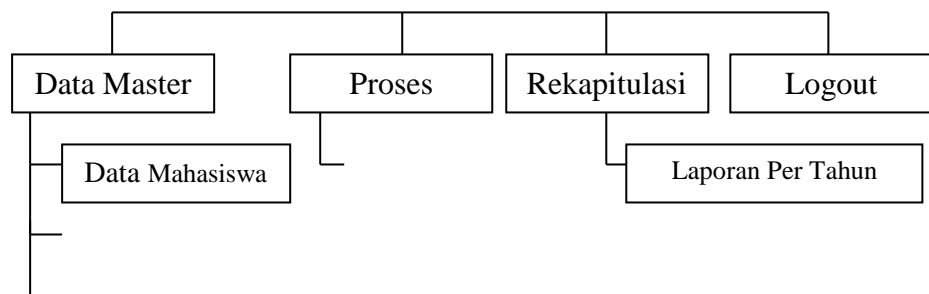 Data Master
Proses
Rekapitulasi
Logout
Data Mahasiswa
Laporan Per Tahun